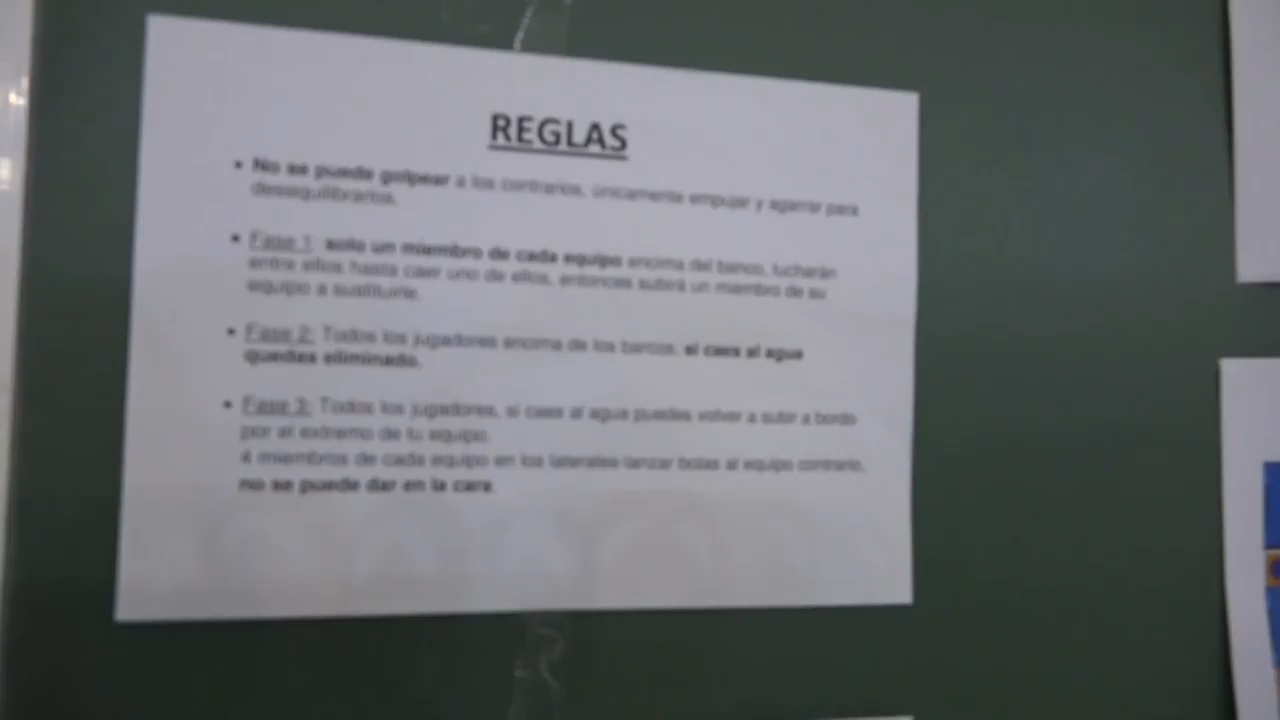 REGLAS
• No se puede golpear a los contrarios, únicamente empujar y agarrar para
desequilibrarlos.
• Fase 1: solo un miembro de cada equipo encima del banco, lucharán
entre ellos hasta caer uno de ellos, entonces subirá un miembro de su
equipo a sustituirle.
• Fase 2: Todos los jugadores encima de los barcos, si caes al agua
quedas eliminado.
• Fase 3: Todos los jugadores, si caes al agua puedes volver a subir a bordo
por el extremo de tu equipo.
4 miembros de cada equipo en los laterales lanzar bolas al equipo contrario,
no se puede dar en la cara.